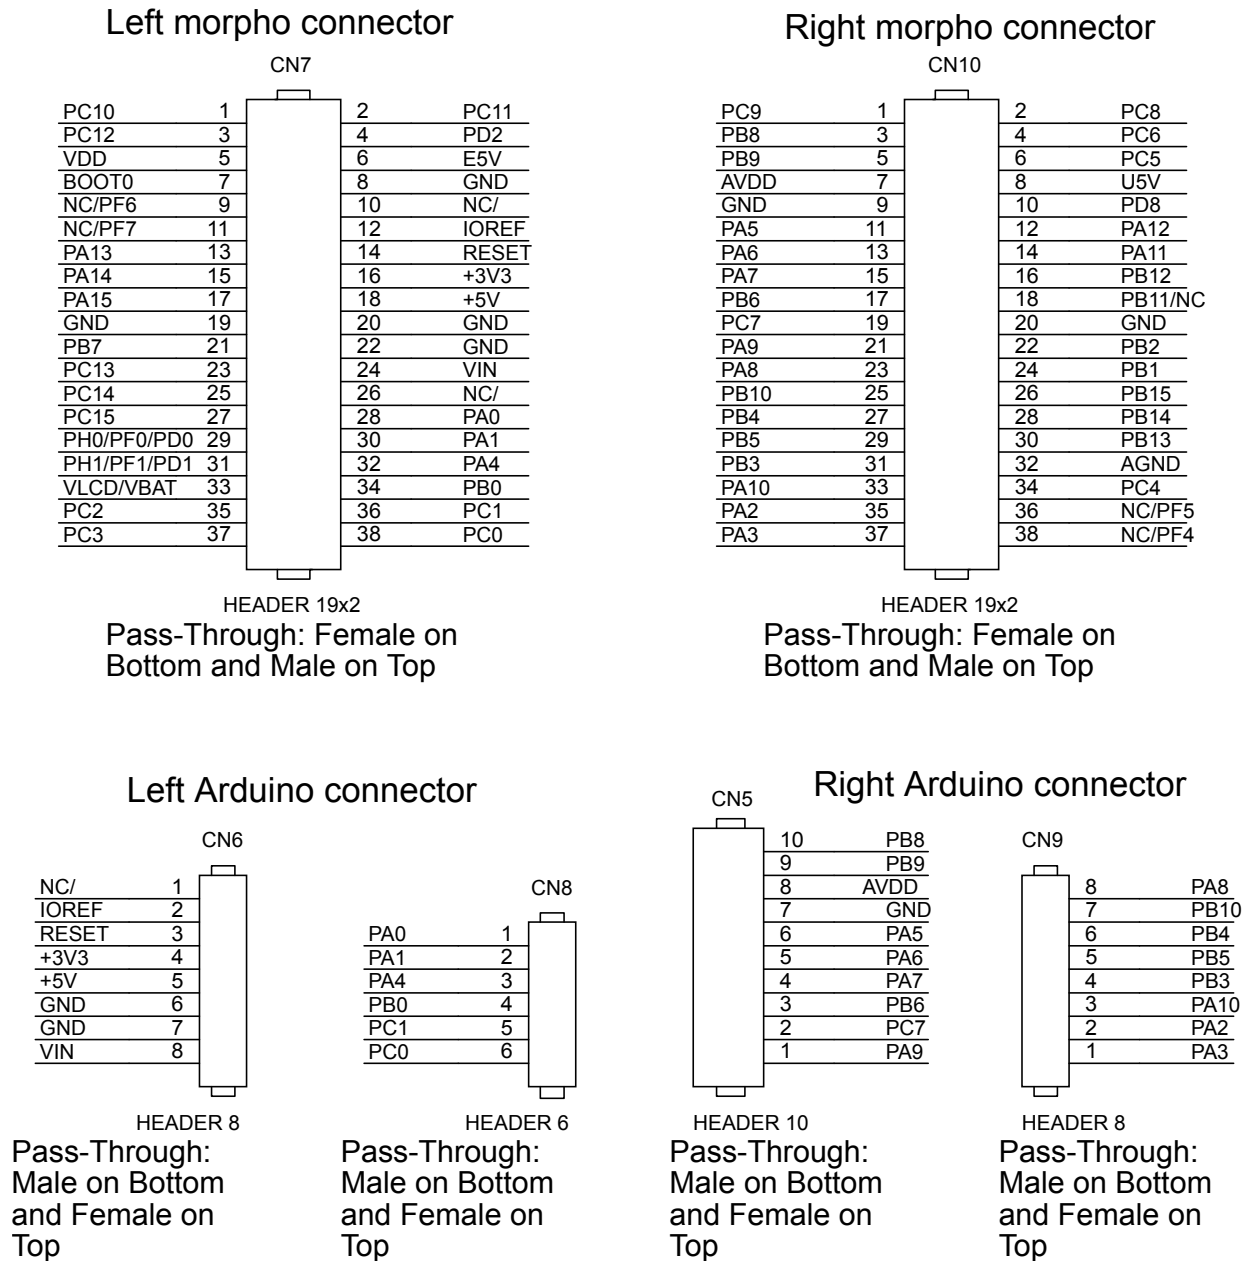 Left morpho connector
CN7
PC10 1 2 PC11
PC12 3 4 PD2
VDD 5 6 E5V
BOOT0 7 8 GND
NC/PF6 9 10 NC/
NC/PF7 11 12 IOREF
PA13 13 14 RESET
PA14 15 16 +3V3
PA15 17 18 +5V
GND 19 20 GND
PB7 21 22 GND
PC13 23 24 VIN
PC14 25 26 NC/
PC15 27 28 PA0
PH0/PF0/PD0 29 30 PA1
PH1/PF1/PD1 31 32 PA4
VLCD/VBAT 33 34 PB0
PC2 35 36 PC1
PC3 37 38 PC0
HEADER 19x2
Pass-Through: Female on
Bottom and Male on Top
Right morpho connector
CN10
PC9 1 2 PC8
PB8 3 4 PC6
PB9 5 6 PC5
AVDD 7 8 U5V
GND 9 10 PD8
PA5 11 12 PA12
PA6 13 14 PA11
PA7 15 16 PB12
PB6 17 18 PB11/NC
PC7 19 20 GND
PA9 21 22 PB2
PA8 23 24 PB1
PB10 25 26 PB15
PB4 27 28 PB14
PB5 29 30 PB13
PB3 31 32 AGND
PA10 33 34 PC4
PA2 35 36 NC/PF5
PA3 37 38 NC/PF4
HEADER 19x2
Pass-Through: Female on
Bottom and Male on Top
Left Arduino connector
CN6
NC/ 1
IOREF 2
RESET 3
+3V3 4
+5V 5
GND 6
GND 7
VIN 8
HEADER 8
Pass-Through:
Male on Bottom
and Female on
Top
CN8
PA0 1
PA1 2
PA4 3
PB0 4
PC1 5
PC0 6
HEADER 6
Pass-Through:
Male on Bottom
and Female on
Top
Right Arduino connector
CN5
10 PB8
9 PB9
8 AVDD
7 GND
6 PA5
5 PA6
4 PA7
3 PB6
2 PC7
1 PA9
HEADER 10
Pass-Through:
Male on Bottom
and Female on
Top
CN9
8 PA8
7 PB10
6 PB4
5 PB5
4 PB3
3 PA10
2 PA2
1 PA3
HEADER 8
Pass-Through:
Male on Bottom
and Female on
Top